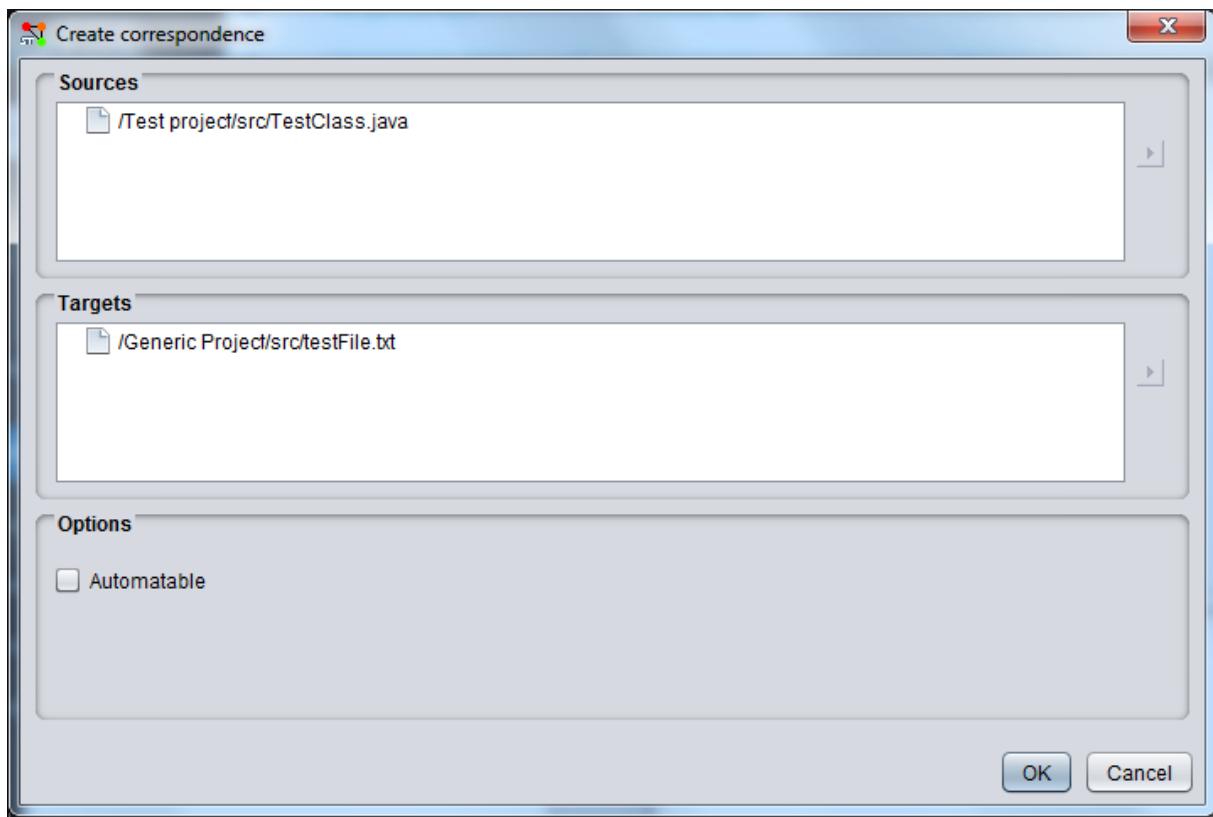 Create correspondence
Sources
/Test project/src/TestClass.java
Targets
/Generic Project/src/testFile.txt
Options
Automatable
OK Cancel